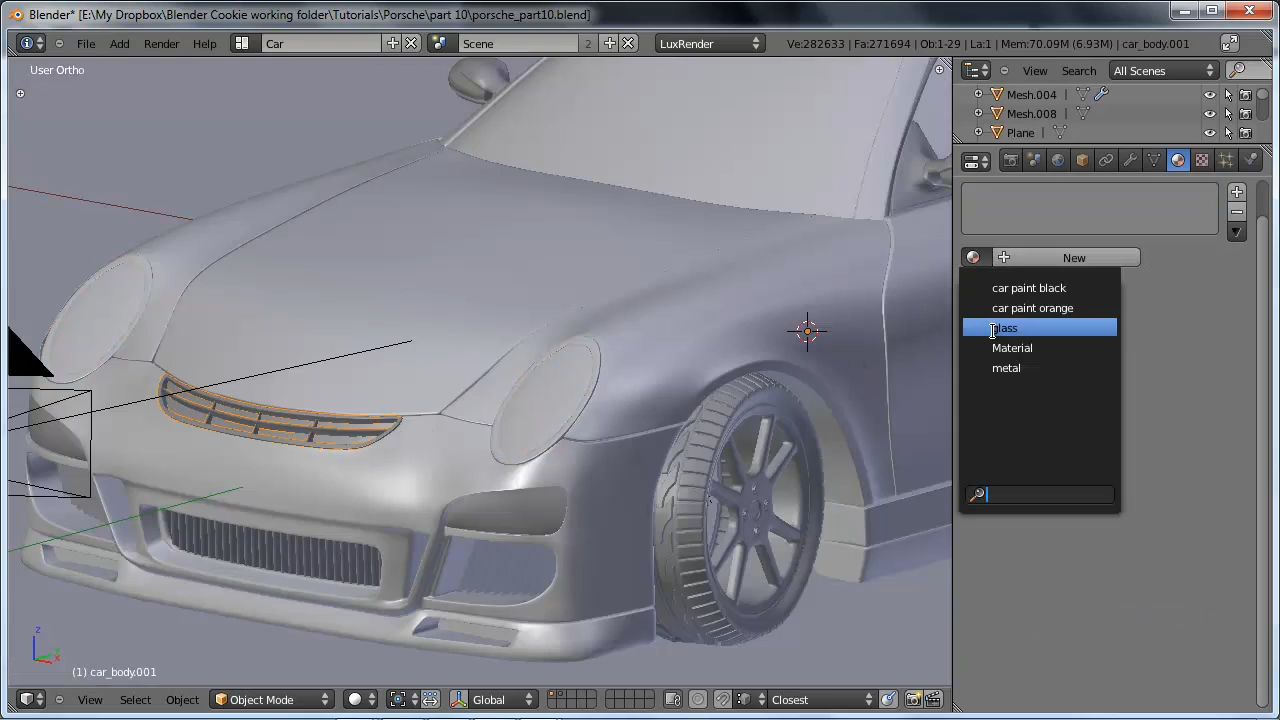 Blender* [E:\My Dropbox\Blender Cookie working folder\Tutorials\Porsche\part 10\porsche_part10.blend]
File Add Render Help Car Scene 2 LuxRender Ve:282633 | Fa:271694 | Ob:1-29 | La:1 | Mem:70.09M (6.93M) | car_body.001
User Ortho
View Search All Scenes
Mesh.004
Mesh.008
Plane
New
car paint black
car paint orange
glass
Material
metal
z
x
(1) car_body.001
View Select Object Object Mode Global Closest